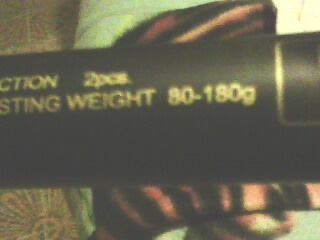 CTION 2pcs.
STING WEIGHT 80-180g